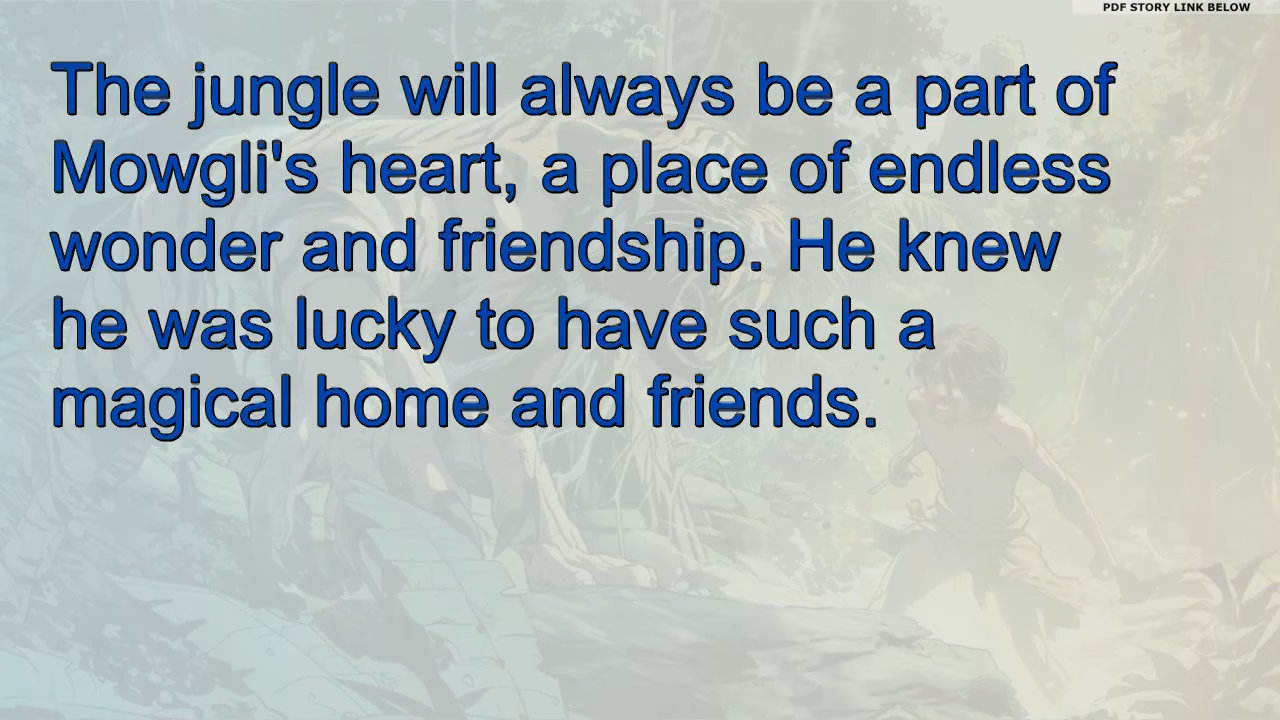 PDF STORY LINK BELOW
The jungle will always be a part of
Mowgli's heart, a place of endless
wonder and friendship. He knew
he was lucky to have such a
magical home and friends.